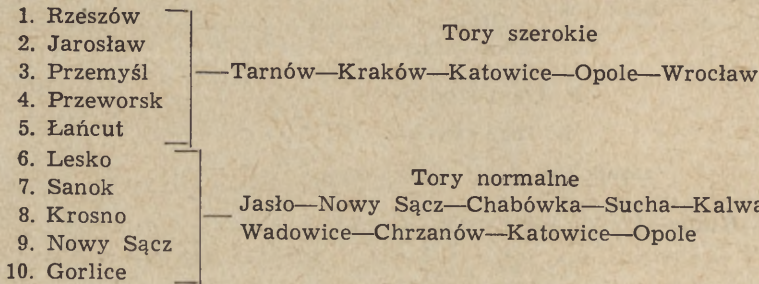 1. Rzeszów
2. Jarosław
3. Przemyśl
4. Przeworsk
5. Łańcut
Tory szerokie
Tarnów—Kraków—Katowice—Opole—Wrocław
6. Lesko
7. Sanok
8. Krosno
9. Nowy Sącz
10. Gorlice
Tory normalne
Jasło—Nowy Sącz—Chabówka—Sucha—Kalwa
Wadowice—Chrzanów—Katowice—Opole